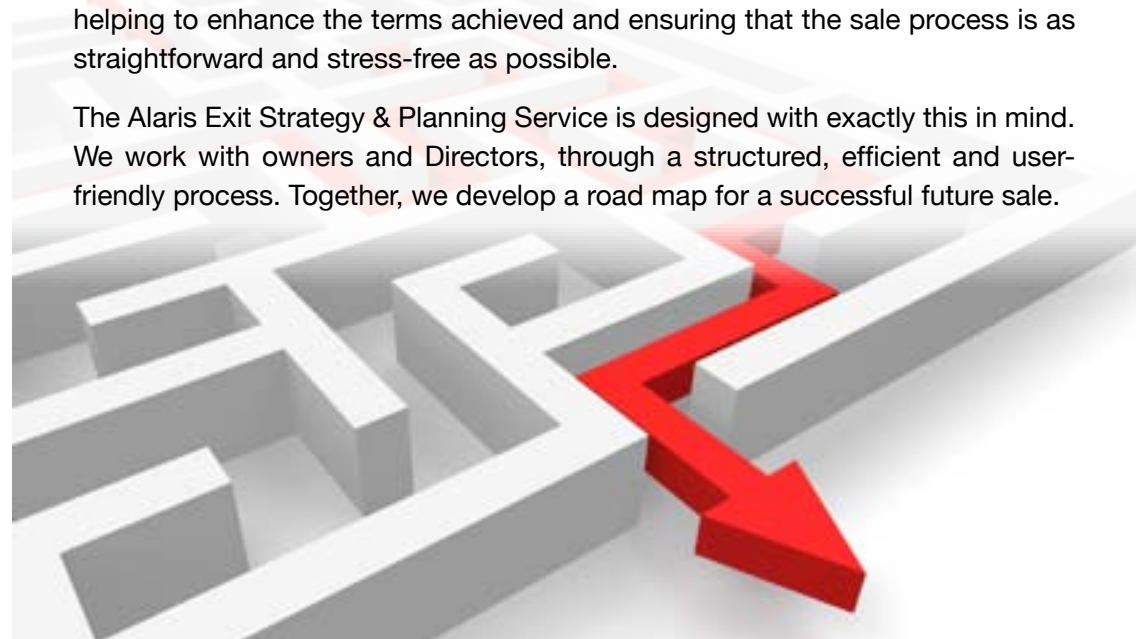 helping to enhance the terms achieved and ensuring that the sale process is as
straightforward and stress-free as possible.
The Alaris Exit Strategy & Planning Service is designed with exactly this in mind.
We work with owners and Directors, through a structured, efficient and user-
friendly process. Together, we develop a road map for a successful future sale.